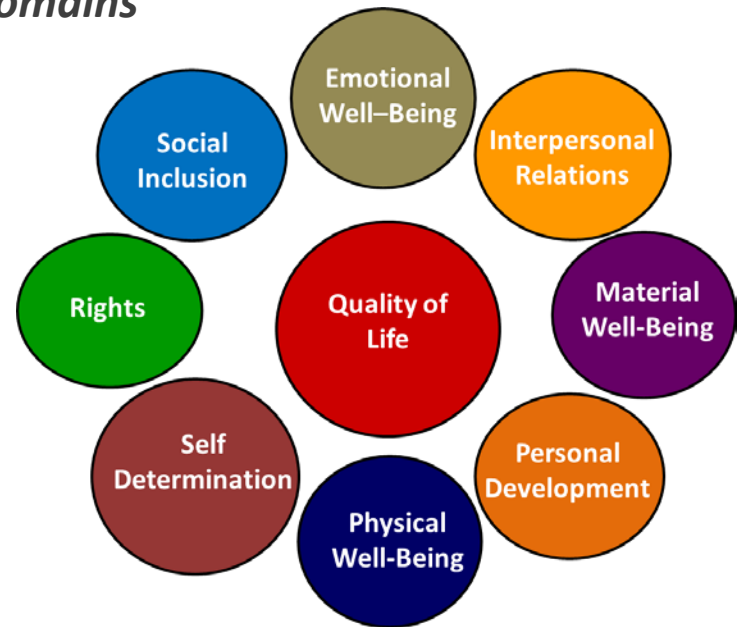 omains
Emotional
Well–Being
Interpersonal
Relations
Material
Well-Being
Personal
Development
Physical
Well-Being
Self
Determination
Rights
Social
Inclusion
Quality of
Life